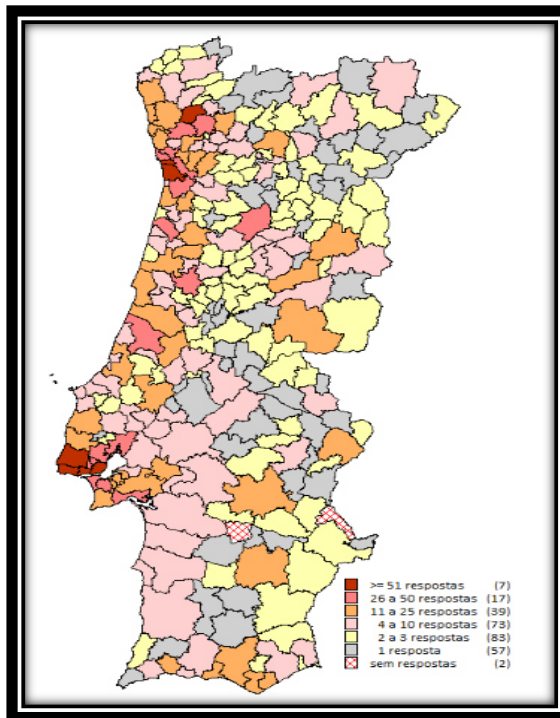 >= 51 respostas (7)
26 a 50 respostas (17)
11 a 25 respostas (39)
4 a 10 respostas (73)
2 a 3 respostas (83)
1 resposta (57)
sem respostas (2)